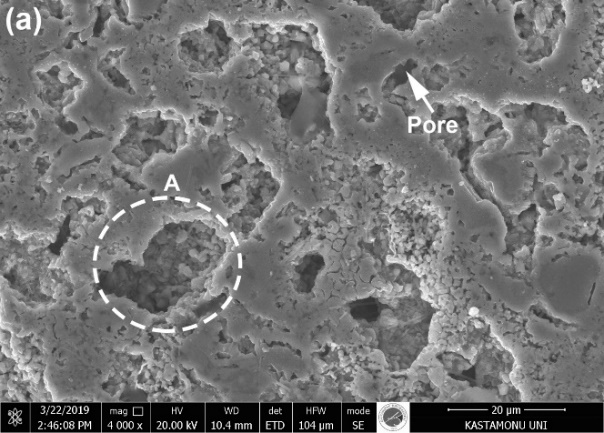 (a)
Pore
A
3/22/2019 mag HV WD det HFW mode 20 µm
2:46:08 PM 4 000 x 20.00 kV 10.4 mm ETD 104 µm SE KASTAMONU UNI